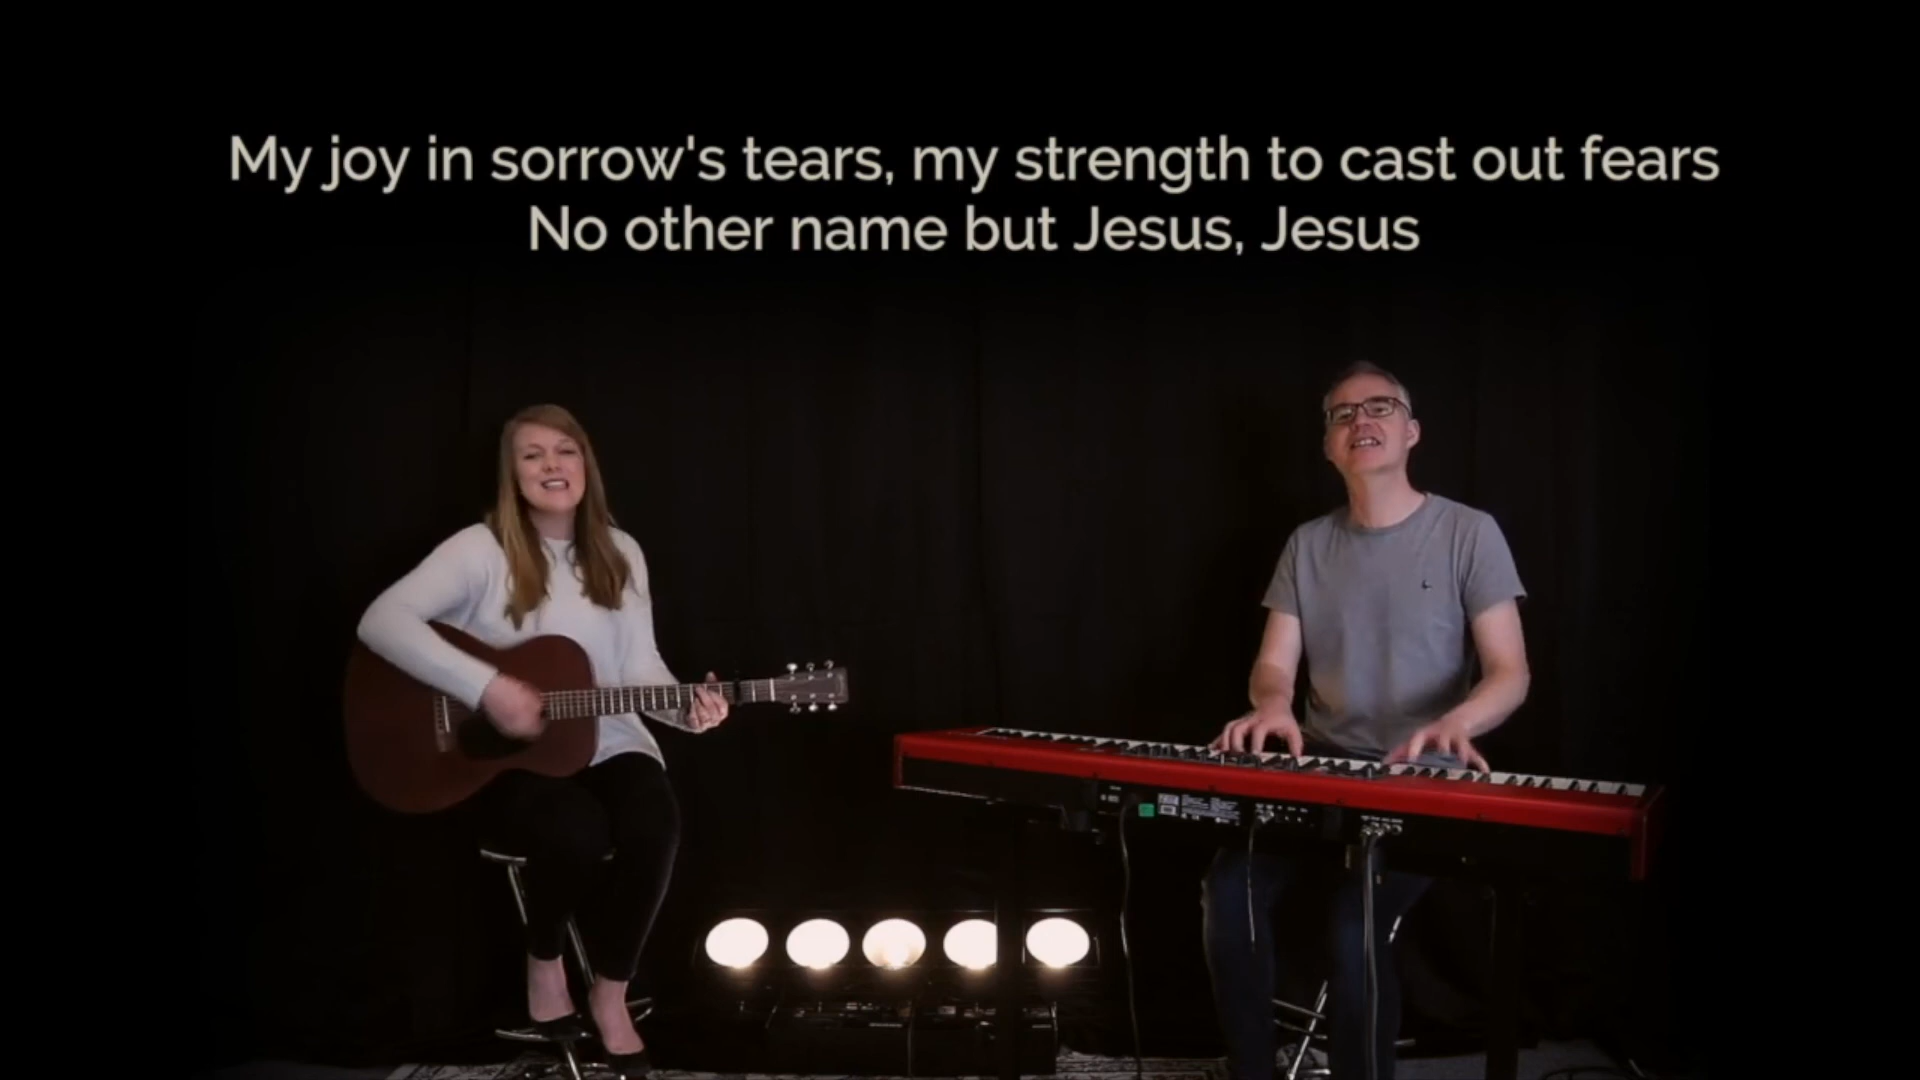 My joy in sorrow's tears, my strength to cast out fears
No other name but Jesus, Jesus